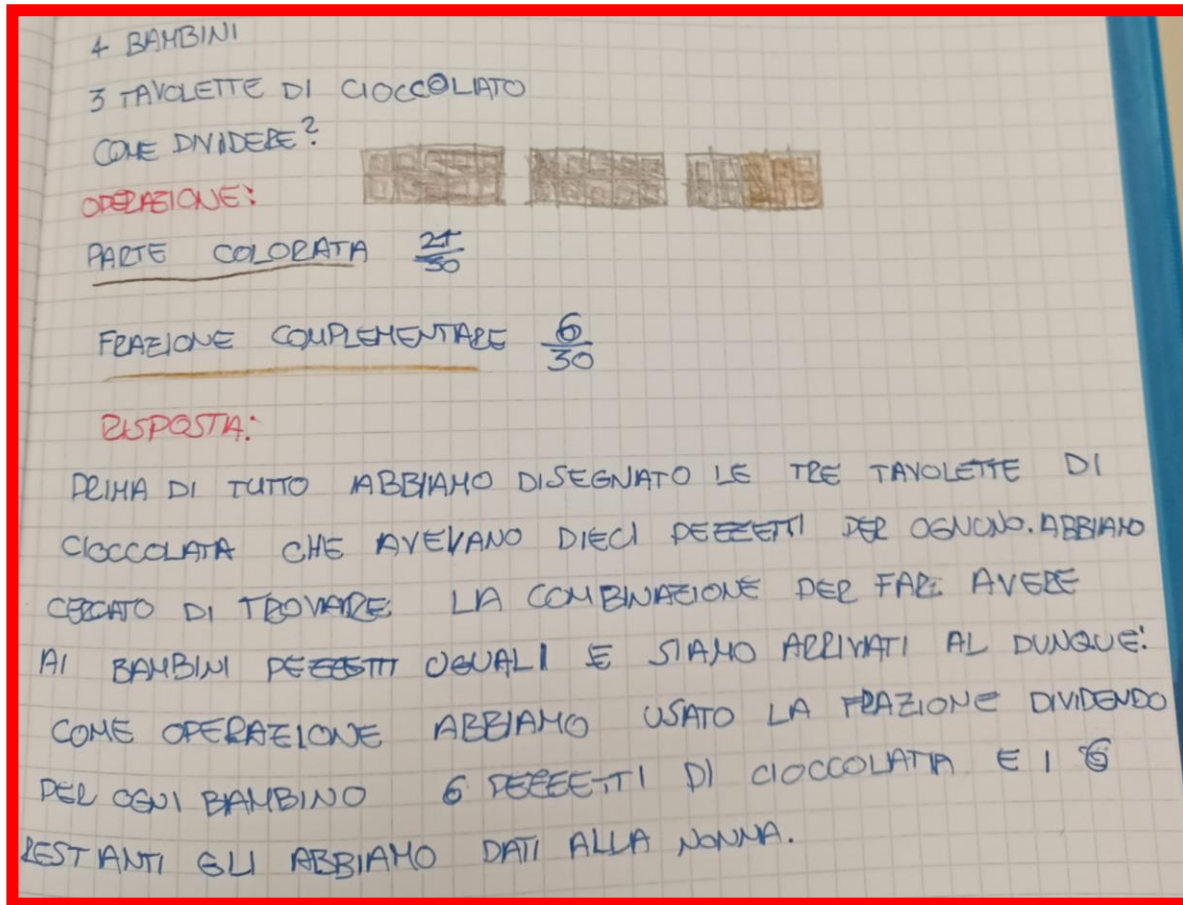 4 BAMBINI
3 TAVOLETTE DI CIOCCOLATO
COME DIVIDERE?
OPERAZIONE:
PARTE COLORATA 24/30
FRAZIONE COMPLEMENTARE 6/30
RISPOSTA:
PRIMA DI TUTTO ABBIAMO DISEGNATO LE TRE TAVOLETTE DI
CIOCCOLATA CHE AVEVANO DIECI PEZZETTI PER OGNUNO. ABBIAMO
CERCATO DI TROVARE LA COMBINAZIONE PER FARE AVERE
AI BAMBINI PEZZETTI UGUALI E SIAMO ARRIVATI AL DUNQUE:
COME OPERAZIONE ABBIAMO USATO LA FRAZIONE DIVIDENDO
PER OGNI BAMBINO 6 PEZZETTI DI CIOCCOLATA E I 6
RESTANTI GLI ABBIAMO DATI ALLA NONNA.